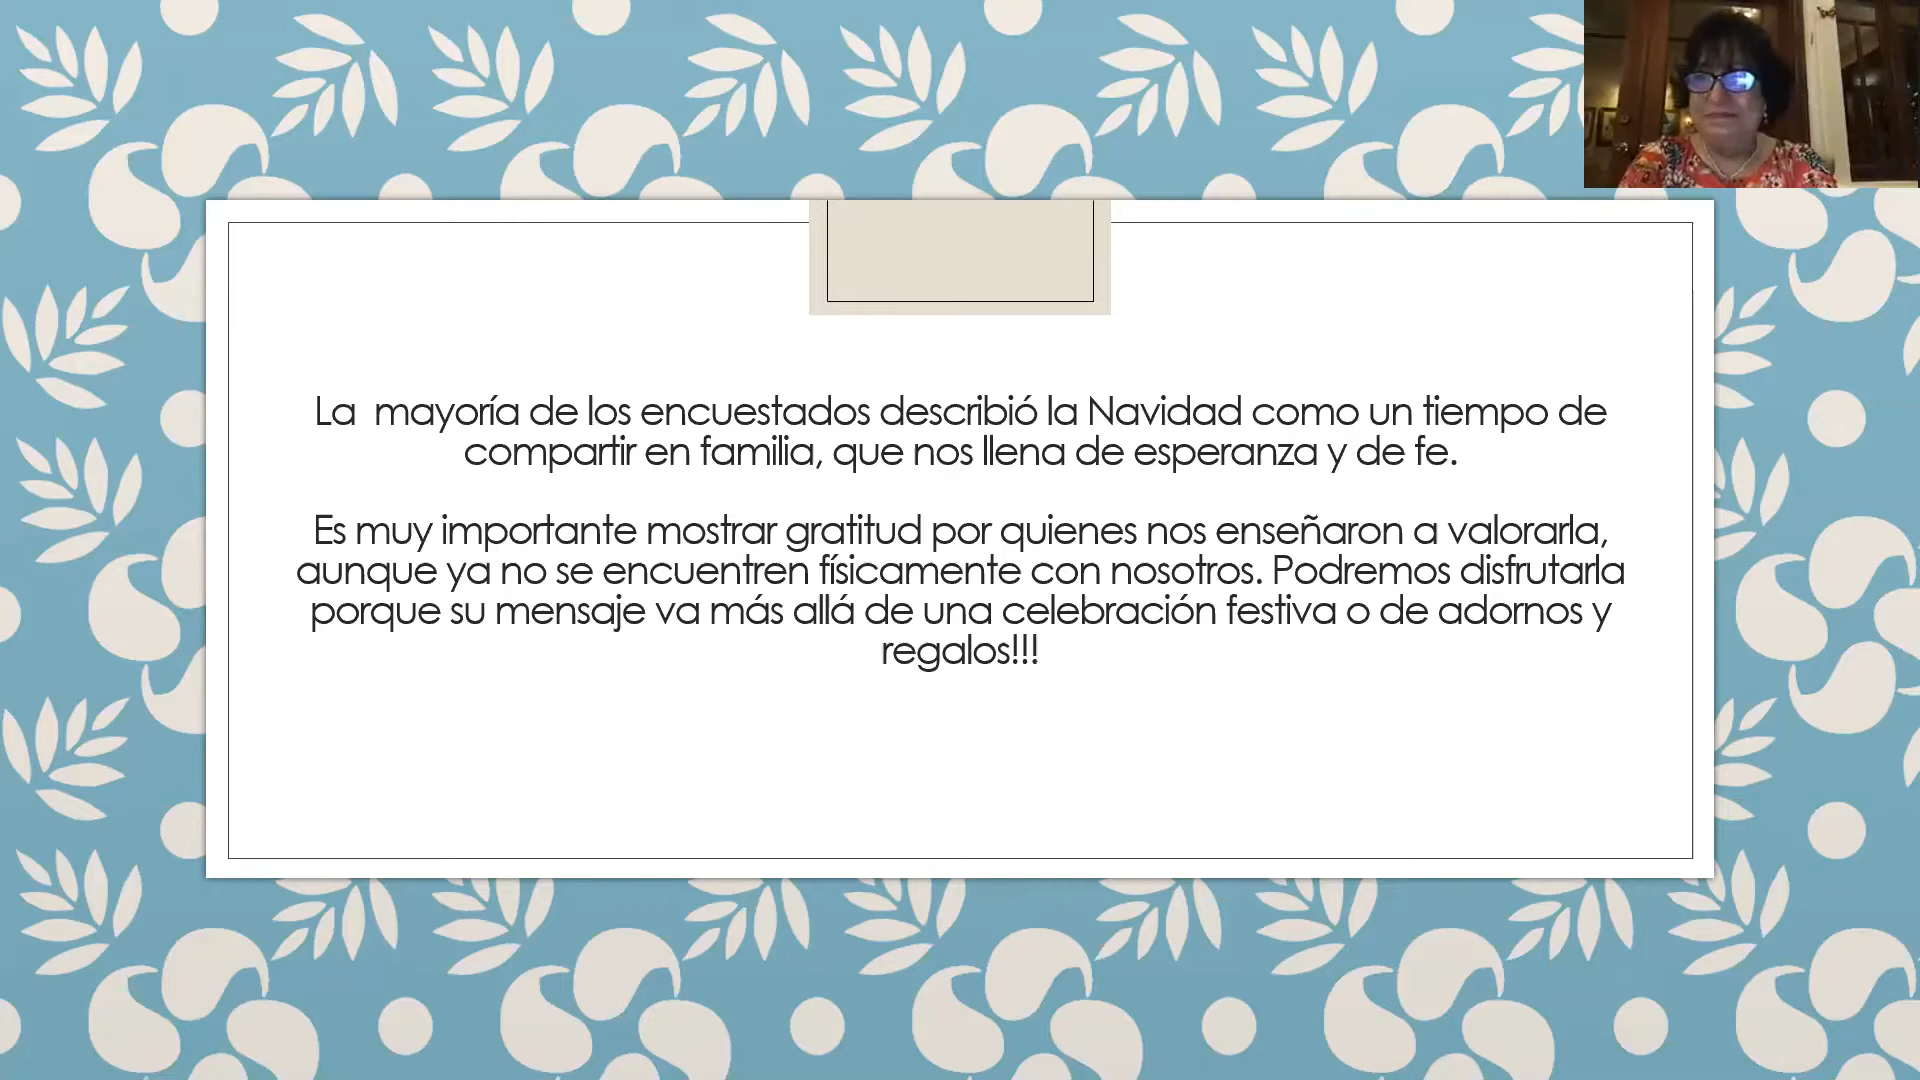 La  mayoría de los encuestados describió la Navidad como un tiempo de
compartir en familia, que nos llena de esperanza y de fe.
Es muy importante mostrar gratitud por quienes nos enseñaron a valorarla,
aunque ya no se encuentren físicamente con nosotros. Podremos disfrutarla
porque su mensaje va más allá de una celebración festiva o de adornos y
regalos!!!